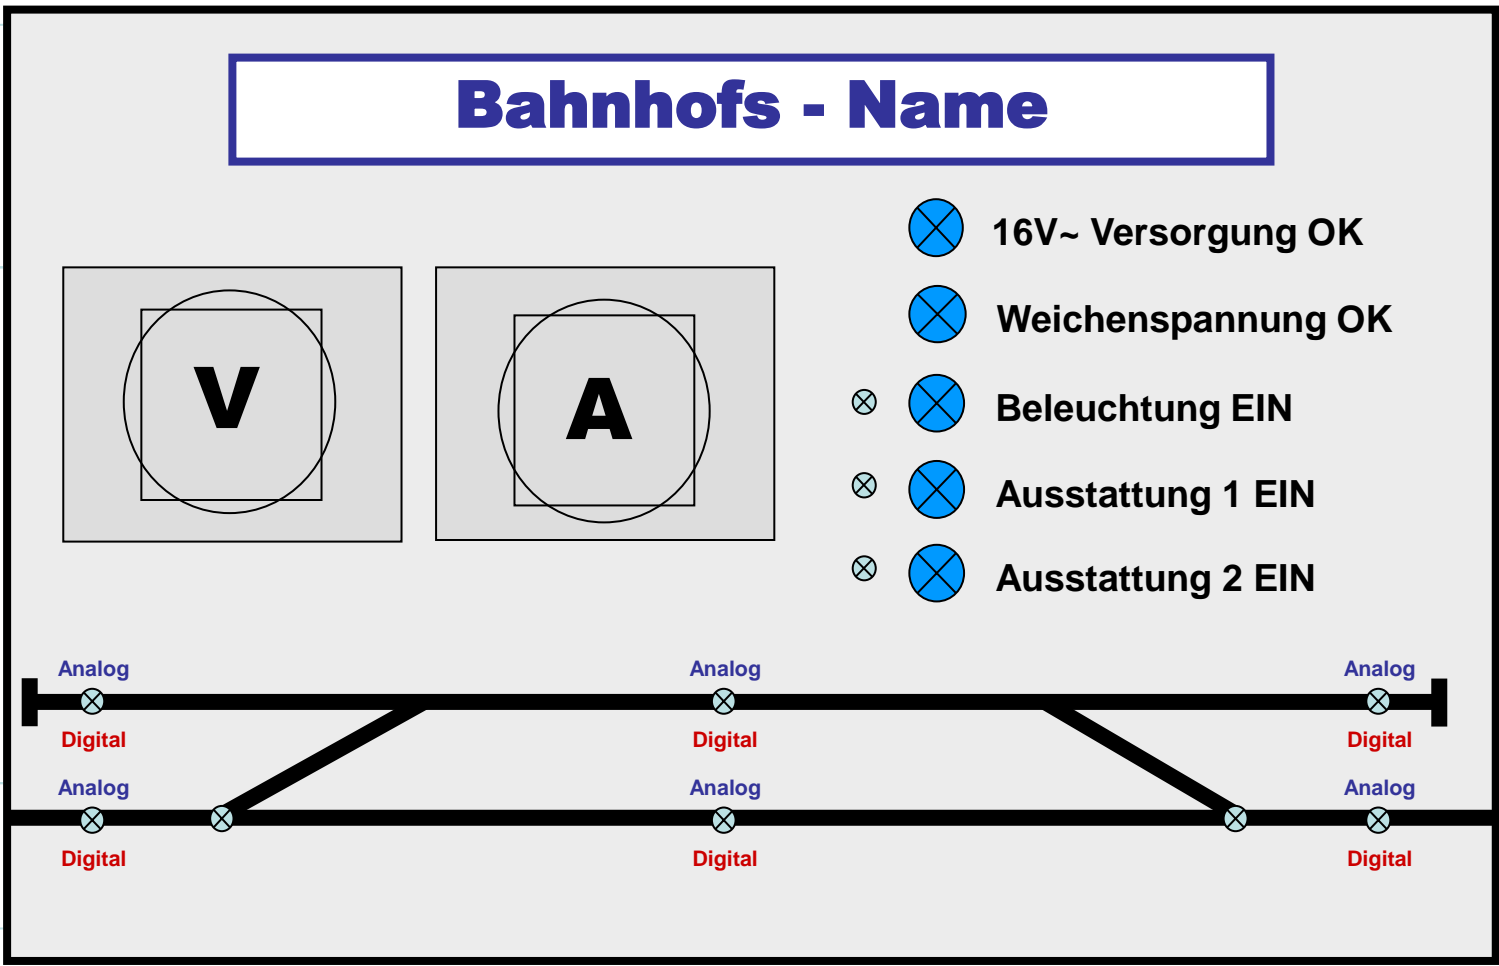 Bahnhofs - Name
16V~ Versorgung OK
Weichenspannung OK
V
A
Beleuchtung EIN
Ausstattung 1 EIN
Ausstattung 2 EIN
Analog Analog Analog
Digital Digital Digital
Analog Analog Analog
Digital Digital Digital